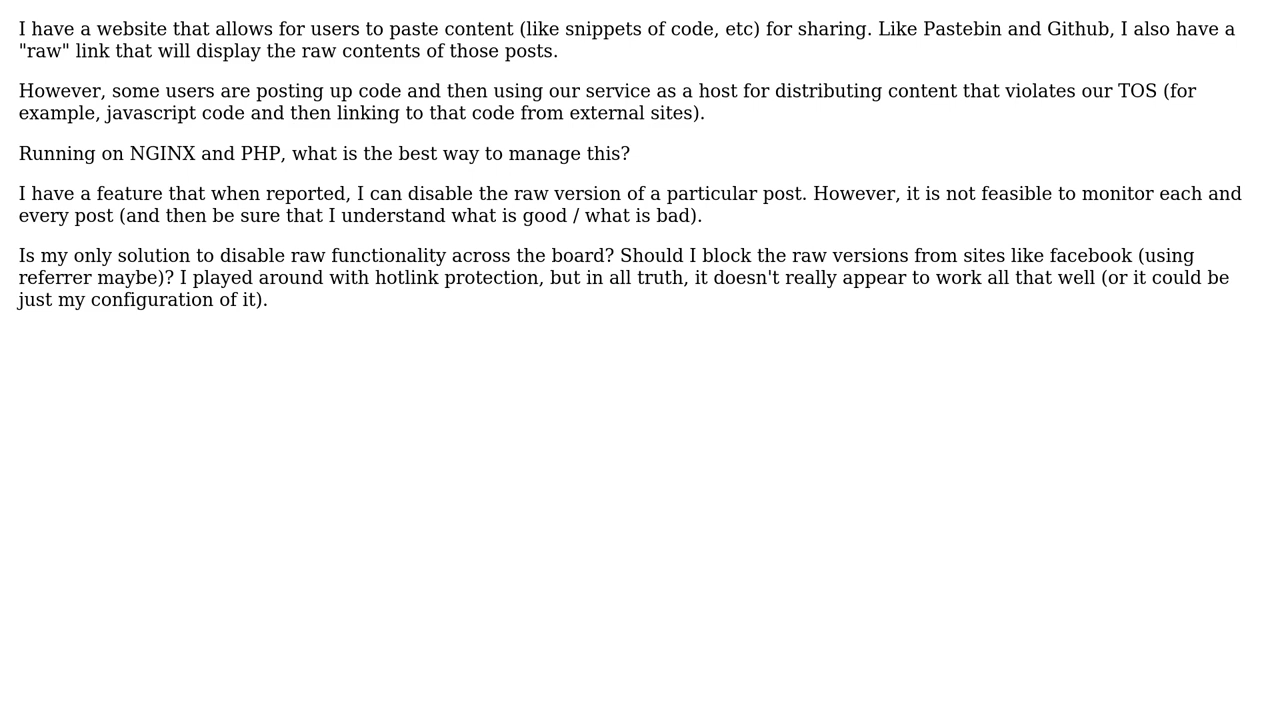 I have a website that allows for users to paste content (like snippets of code, etc) for sharing. Like Pastebin and Github, I also have a
"raw" link that will display the raw contents of those posts.
However, some users are posting up code and then using our service as a host for distributing content that violates our TOS (for
example, javascript code and then linking to that code from external sites).
Running on NGINX and PHP, what is the best way to manage this?
I have a feature that when reported, I can disable the raw version of a particular post. However, it is not feasible to monitor each and
every post (and then be sure that I understand what is good / what is bad).
Is my only solution to disable raw functionality across the board? Should I block the raw versions from sites like facebook (using
referrer maybe)? I played around with hotlink protection, but in all truth, it doesn't really appear to work all that well (or it could be
just my configuration of it).